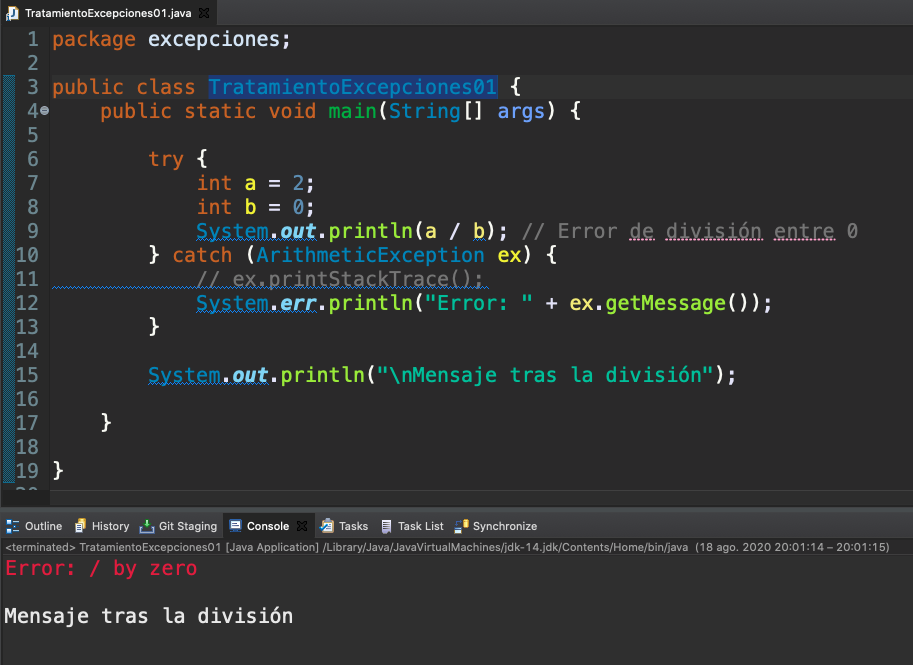 TratamientoExcepciones01.java
1 package excepciones;
2
3 public class TratamientoExcepciones01 {
4 public static void main(String[] args) {
5
6 try {
7 int a = 2;
8 int b = 0;
9 System.out.println(a / b); // Error de división entre 0
10 } catch (ArithmeticException ex) {
11 // ex.printStackTrace();
12 System.err.println("Error: " + ex.getMessage());
13 }
14
15 System.out.println("\nMensaje tras la división");
16
17 }
18
19 }
Outline History Git Staging Console Tasks Task List Synchronize
<terminated> TratamientoExcepciones01 [Java Application] /Library/Java/JavaVirtualMachines/jdk-14.jdk/Contents/Home/bin/java (18 ago. 2020 20:01:14 – 20:01:15)
Error: / by zero
Mensaje tras la división